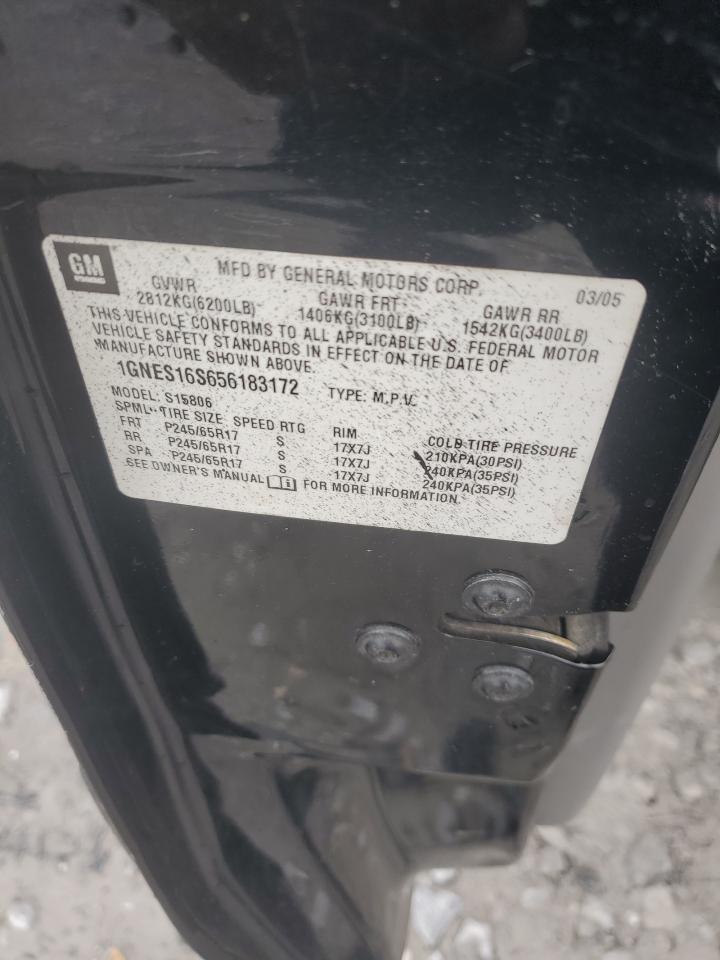 GM
MFD BY GENERAL MOTORS CORP. 03/05
GVWR GAWR FRT GAWR RR
2812KG(6200LB) 1406KG(3100LB) 1542KG(3400LB)
THIS VEHICLE CONFORMS TO ALL APPLICABLE U.S. FEDERAL MOTOR
VEHICLE SAFETY STANDARDS IN EFFECT ON THE DATE OF
MANUFACTURE SHOWN ABOVE.
1GNES16S656183172 TYPE: M.P.V.
MODEL: S15806
SPML TIRE SIZE SPEED RTG RIM COLD TIRE PRESSURE
FRT P245/65R17 S 17X7J 210KPA(30PSI)
RR P245/65R17 S 17X7J 240KPA(35PSI)
SPA P245/65R17 S 17X7J 240KPA(35PSI)
SEE OWNER'S MANUAL FOR MORE INFORMATION.